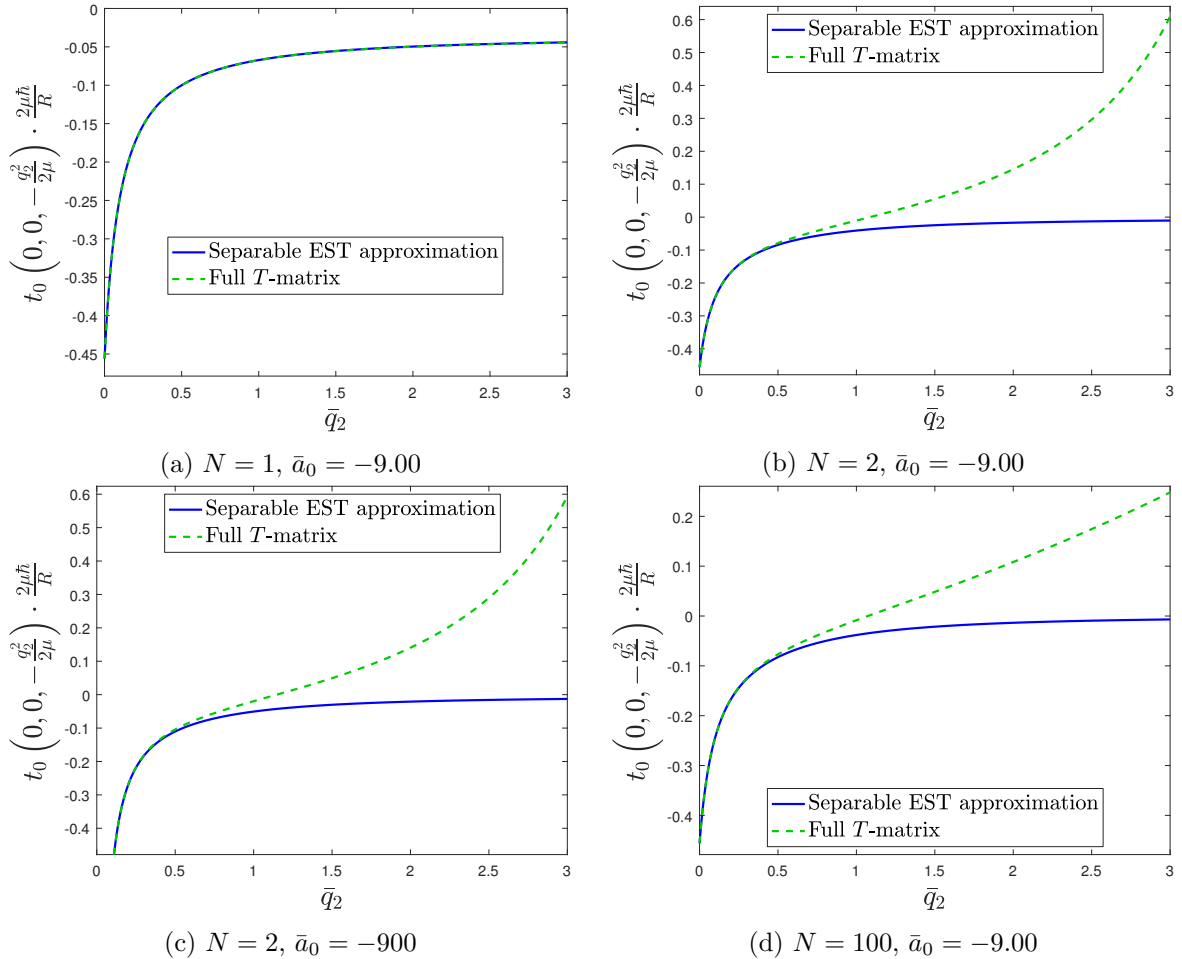 0
-0.05
-0.1
-0.15
-0.2
-0.25
-0.3
-0.35
-0.4
-0.45
0 0.5 1 1.5 2 2.5 3
t₀ (0, 0, −q₂²/2μ) · 2μℏ/R
q̄₂
Separable EST approximation
Full T-matrix
(a) N = 1, ā₀ = −9.00
0.6
0.5
0.4
0.3
0.2
0.1
0
-0.1
-0.2
-0.3
-0.4
0 0.5 1 1.5 2 2.5 3
t₀ (0, 0, −q₂²/2μ) · 2μℏ/R
q̄₂
Separable EST approximation
Full T-matrix
(b) N = 2, ā₀ = −9.00
0.6
0.5
0.4
0.3
0.2
0.1
0
-0.1
-0.2
-0.3
-0.4
0 0.5 1 1.5 2 2.5 3
t₀ (0, 0, −q₂²/2μ) · 2μℏ/R
q̄₂
Separable EST approximation
Full T-matrix
(c) N = 2, ā₀ = −900
0.2
0.1
0
-0.1
-0.2
-0.3
-0.4
0 0.5 1 1.5 2 2.5 3
t₀ (0, 0, −q₂²/2μ) · 2μℏ/R
q̄₂
Separable EST approximation
Full T-matrix
(d) N = 100, ā₀ = −9.00